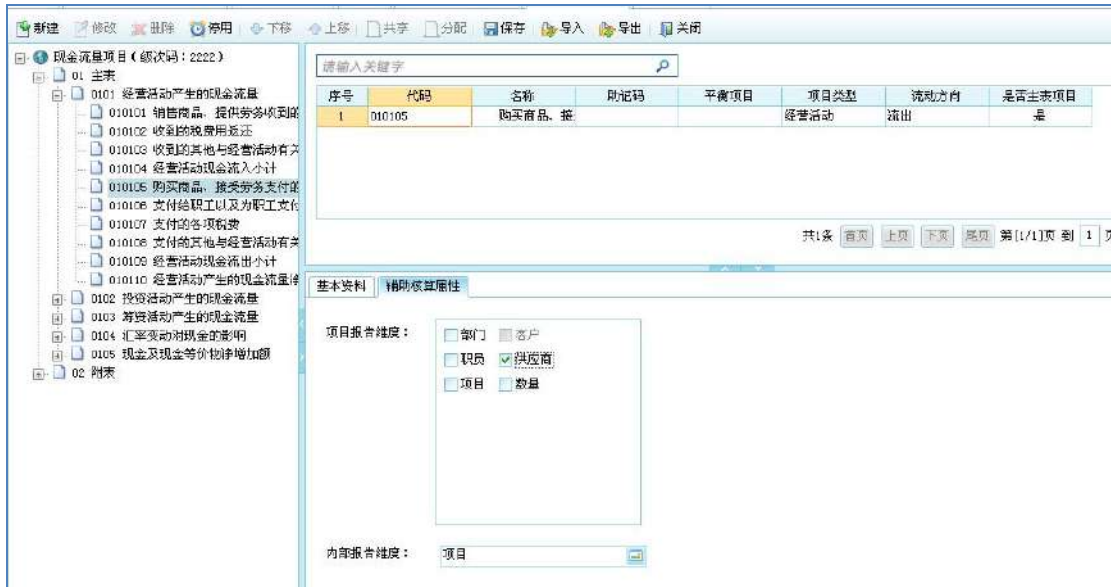 新建 修改 删除 停用 下移 上移 共享 分配 保存 导入 导出 关闭
现金流量项目(级次码:2222)
01 主表
0101 经营活动产生的现金流量
010101 销售商品、提供劳务收到的
010102 收到的税费用返还
010103 收到的其他与经营活动有关
010104 经营活动现金流入小计
010105 购买商品、接受劳务支付的
010106 支付给职工以及为职工支付
010107 支付的各项税费
010108 支付的其他与经营活动有关
010109 经营活动现金流出小计
010110 经营活动产生的现金流量净
0102 投资活动产生的现金流量
0103 筹资活动产生的现金流量
0104 汇率变动对现金的影响
0105 现金及现金等价物净增加额
02 附表
请输入关键字
序号 代码 名称 助记码 平衡项目 项目类型 流动方向 是否主表项目
1 010105 购买商品、接 经营活动 流出 是
共1条 首页 上页 下页 尾页 第[1/1]页 到 1 页
基本资料 辅助核算属性
项目报告维度:
部门 客户
职员 供应商
项目 数量
内部报告维度: 项目